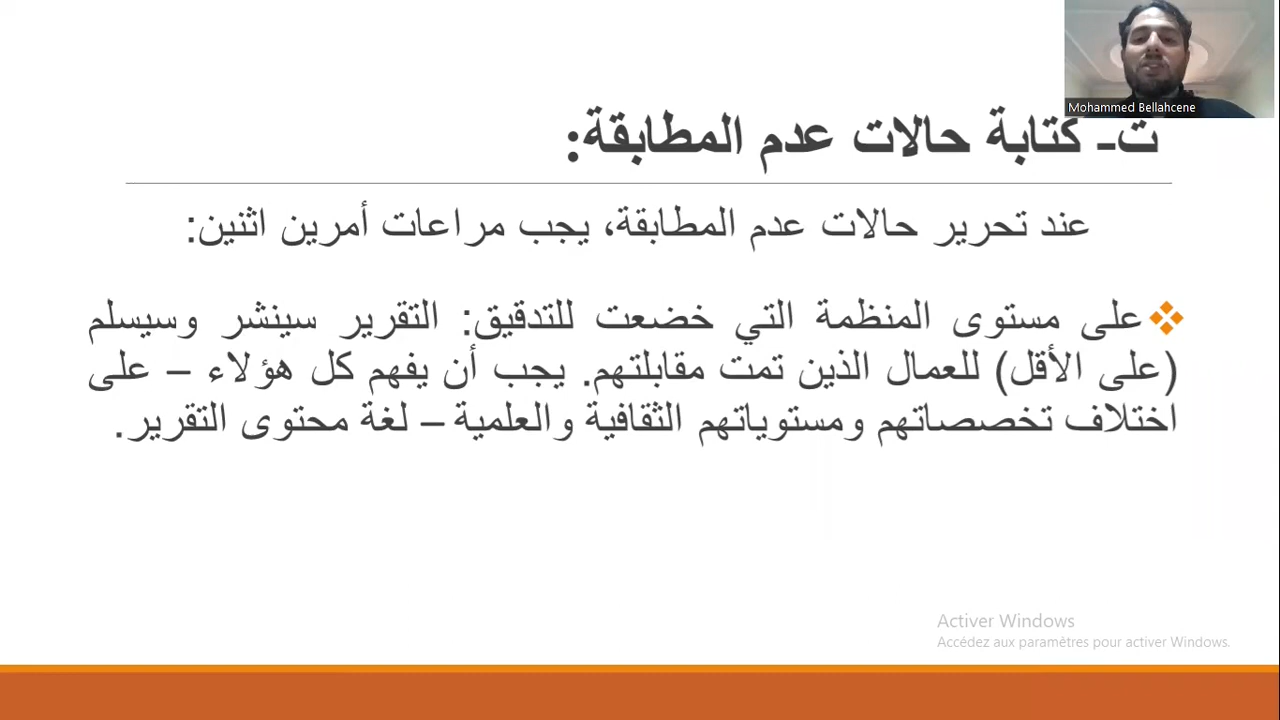 Mohammed Bellahcene
ت- كتابة حالات عدم المطابقة:
عند تحرير حالات عدم المطابقة، يجب مراعات أمرين اثنين:
على مستوى المنظمة التي خضعت للتدقيق: التقرير سينشر وسيسلم
(على الأقل) للعمال الذين تمت مقابلتهم. يجب أن يفهم كل هؤلاء – على
اختلاف تخصصاتهم ومستوياتهم الثقافية والعلمية – لغة محتوى التقرير.
Activer Windows
Accédez aux paramètres pour activer Windows.